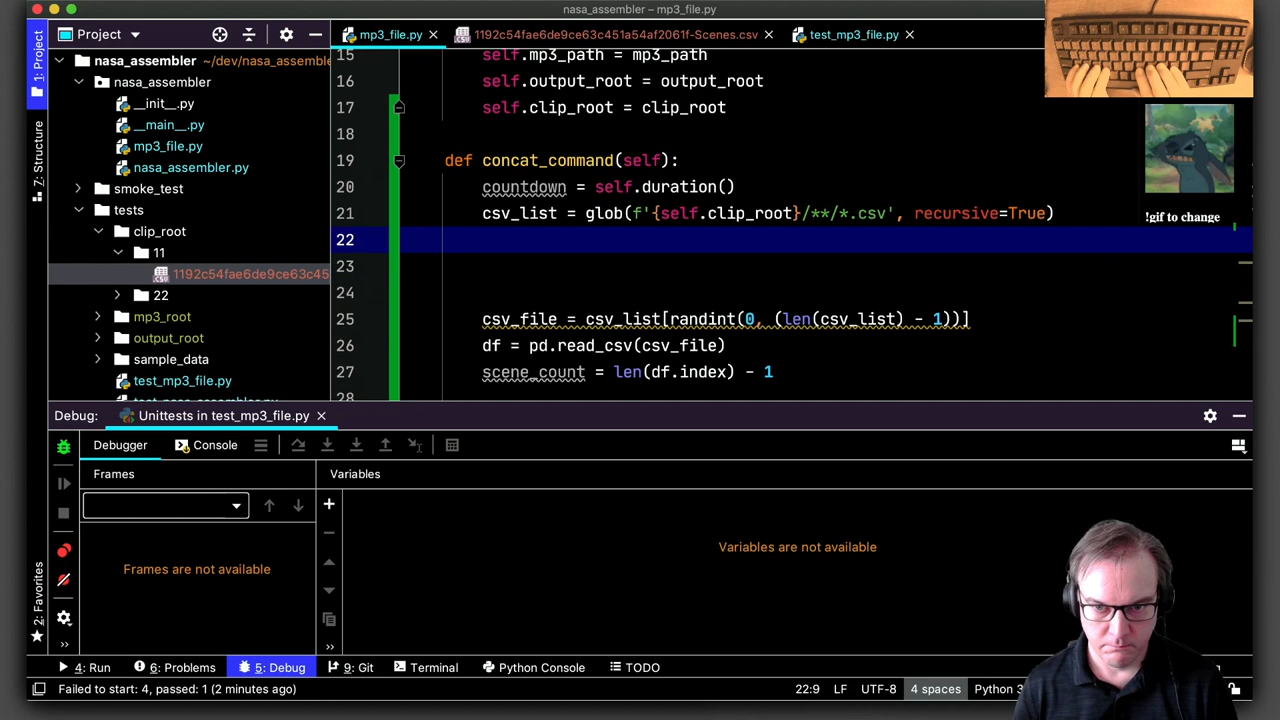 nasa_assembler – mp3_file.py
Project
mp3_file.py
1192c54fae6de9ce63c451a54af2061f-Scenes.csv
test_mp3_file.py
1: Project
7: Structure
2: Favorites
nasa_assembler ~/dev/nasa_assemble
nasa_assembler
__init__.py
__main__.py
mp3_file.py
nasa_assembler.py
smoke_test
tests
clip_root
11
1192c54fae6de9ce63c45
22
mp3_root
output_root
sample_data
test_mp3_file.py
15 self.mp3_path = mp3_path
16 self.output_root = output_root
17 self.clip_root = clip_root
18
19 def concat_command(self):
20 countdown = self.duration()
21 csv_list = glob(f'{self.clip_root}/**/*.csv', recursive=True)
22
23
24
25 csv_file = csv_list[randint(0, (len(csv_list) - 1))]
26 df = pd.read_csv(csv_file)
27 scene_count = len(df.index) - 1
28
!gif to change
Debug:
Unittests in test_mp3_file.py
Debugger
Console
Frames
Variables
Frames are not available
Variables are not available
4: Run
6: Problems
5: Debug
9: Git
Terminal
Python Console
TODO
Failed to start: 4, passed: 1 (2 minutes ago)
22:9
LF
UTF-8
4 spaces
Python 3